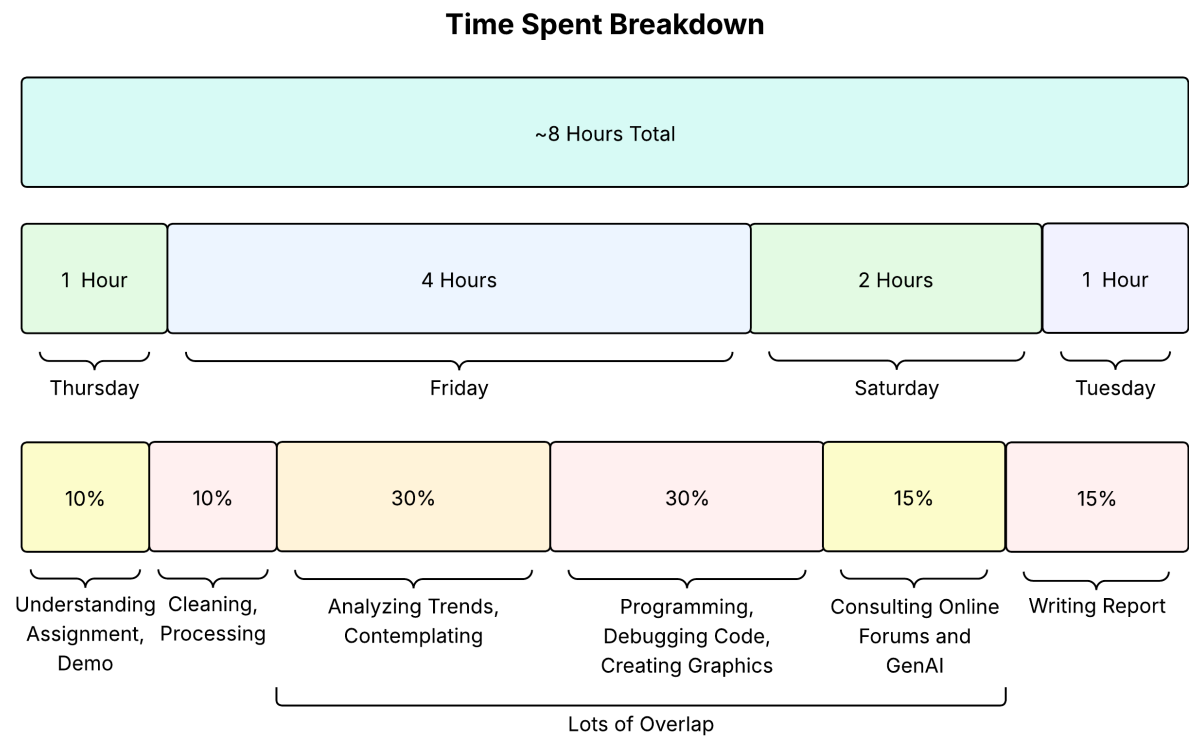 Time Spent Breakdown
~8 Hours Total
1 Hour
4 Hours
2 Hours
1 Hour
Thursday
Friday
Saturday
Tuesday
10%
10%
30%
30%
15%
15%
Understanding
Assignment,
Demo
Cleaning,
Processing
Analyzing Trends,
Contemplating
Programming,
Debugging Code,
Creating Graphics
Consulting Online
Forums and
GenAI
Writing Report
Lots of Overlap